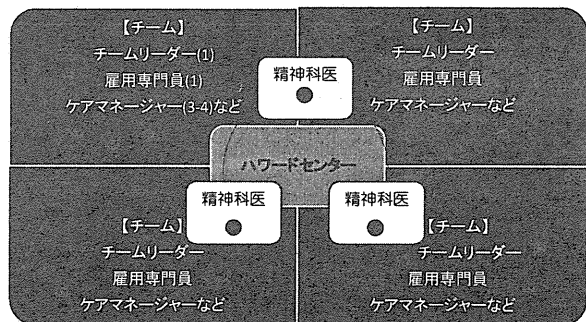 【チーム】
チームリーダー(1)
雇用専門員(1)
ケアマネージャー(3-4)など
【チーム】
チームリーダー
雇用専門員
ケアマネージャーなど
精神科医
ハワードセンター
精神科医
精神科医
【チーム】
チームリーダー
雇用専門員
ケアマネージャーなど
【チーム】
チームリーダー
雇用専門員
ケアマネージャーなど